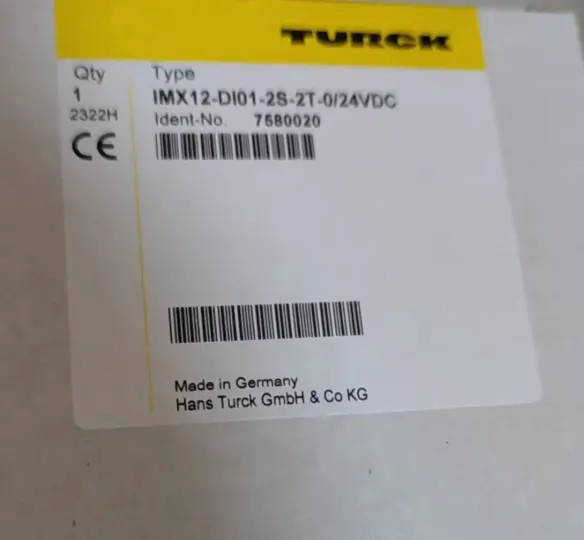 TURCK
Qty
1
2322H
CE
Type
IMX12-DI01-2S-2T-0/24VDC
Ident-No. 7580020
Made in Germany
Hans Turck GmbH & Co KG